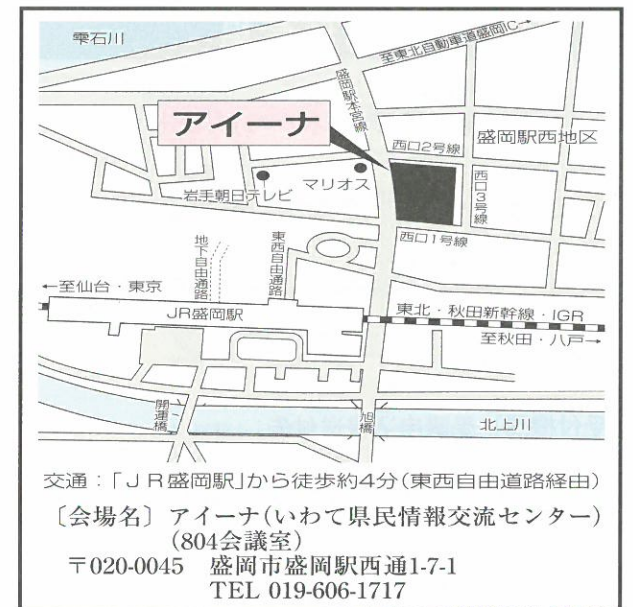 雫石川
至東北自動車道盛岡IC→
盛岡駅本宮線
アイーナ
西口2号線
盛岡駅西地区
マリオス
岩手朝日テレビ
西口3号線
西口1号線
地下自由通路
東西自由通路
←至仙台・東京
JR盛岡駅
東北・秋田新幹線・IGR
至秋田・八戸→
開運橋
旭橋
北上川
交通：「JR盛岡駅」から徒歩約4分（東西自由道路経由）
〔会場名〕アイーナ（いわて県民情報交流センター）
（804会議室）
〒020-0045　盛岡市盛岡駅西通1-7-1
TEL 019-606-1717